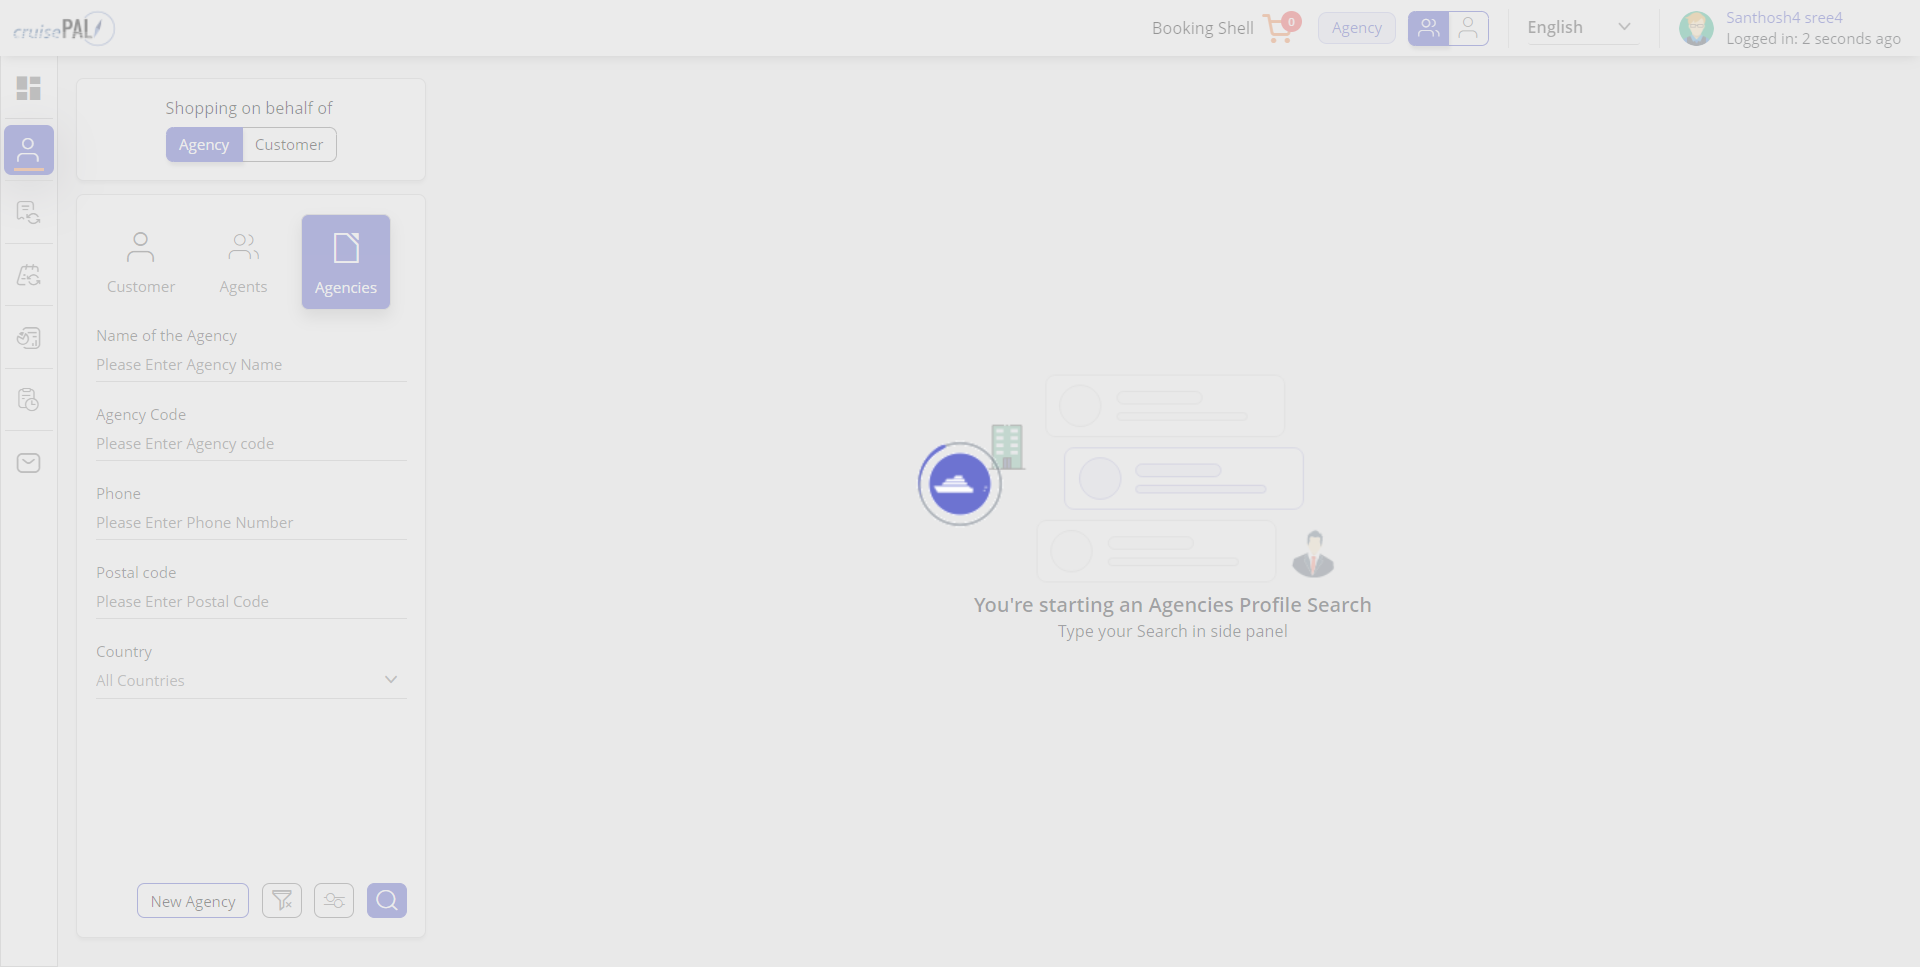 cruisePAL
Booking Shell
0
Agency
English
Santhosh4 sree4
Logged in: 2 seconds ago
Shopping on behalf of
Agency
Customer
Customer
Agents
Agencies
Name of the Agency
Please Enter Agency Name
Agency Code
Please Enter Agency code
Phone
Please Enter Phone Number
Postal code
Please Enter Postal Code
Country
All Countries
New Agency
You're starting an Agencies Profile Search
Type your Search in side panel